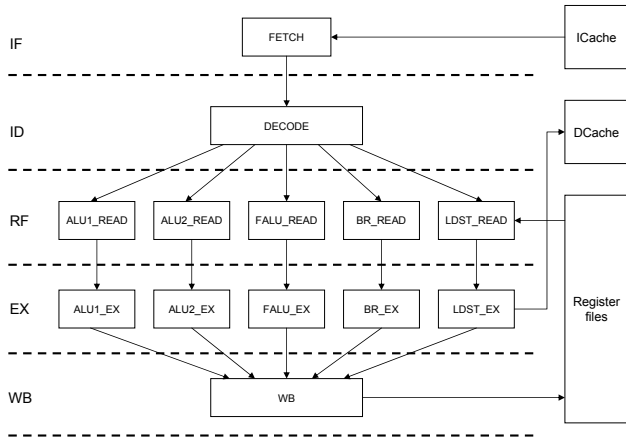 IF
FETCH
ICache
ID
DECODE
DCache
RF
ALU1_READ
ALU2_READ
FALU_READ
BR_READ
LDST_READ
EX
ALU1_EX
ALU2_EX
FALU_EX
BR_EX
LDST_EX
Register
files
WB
WB